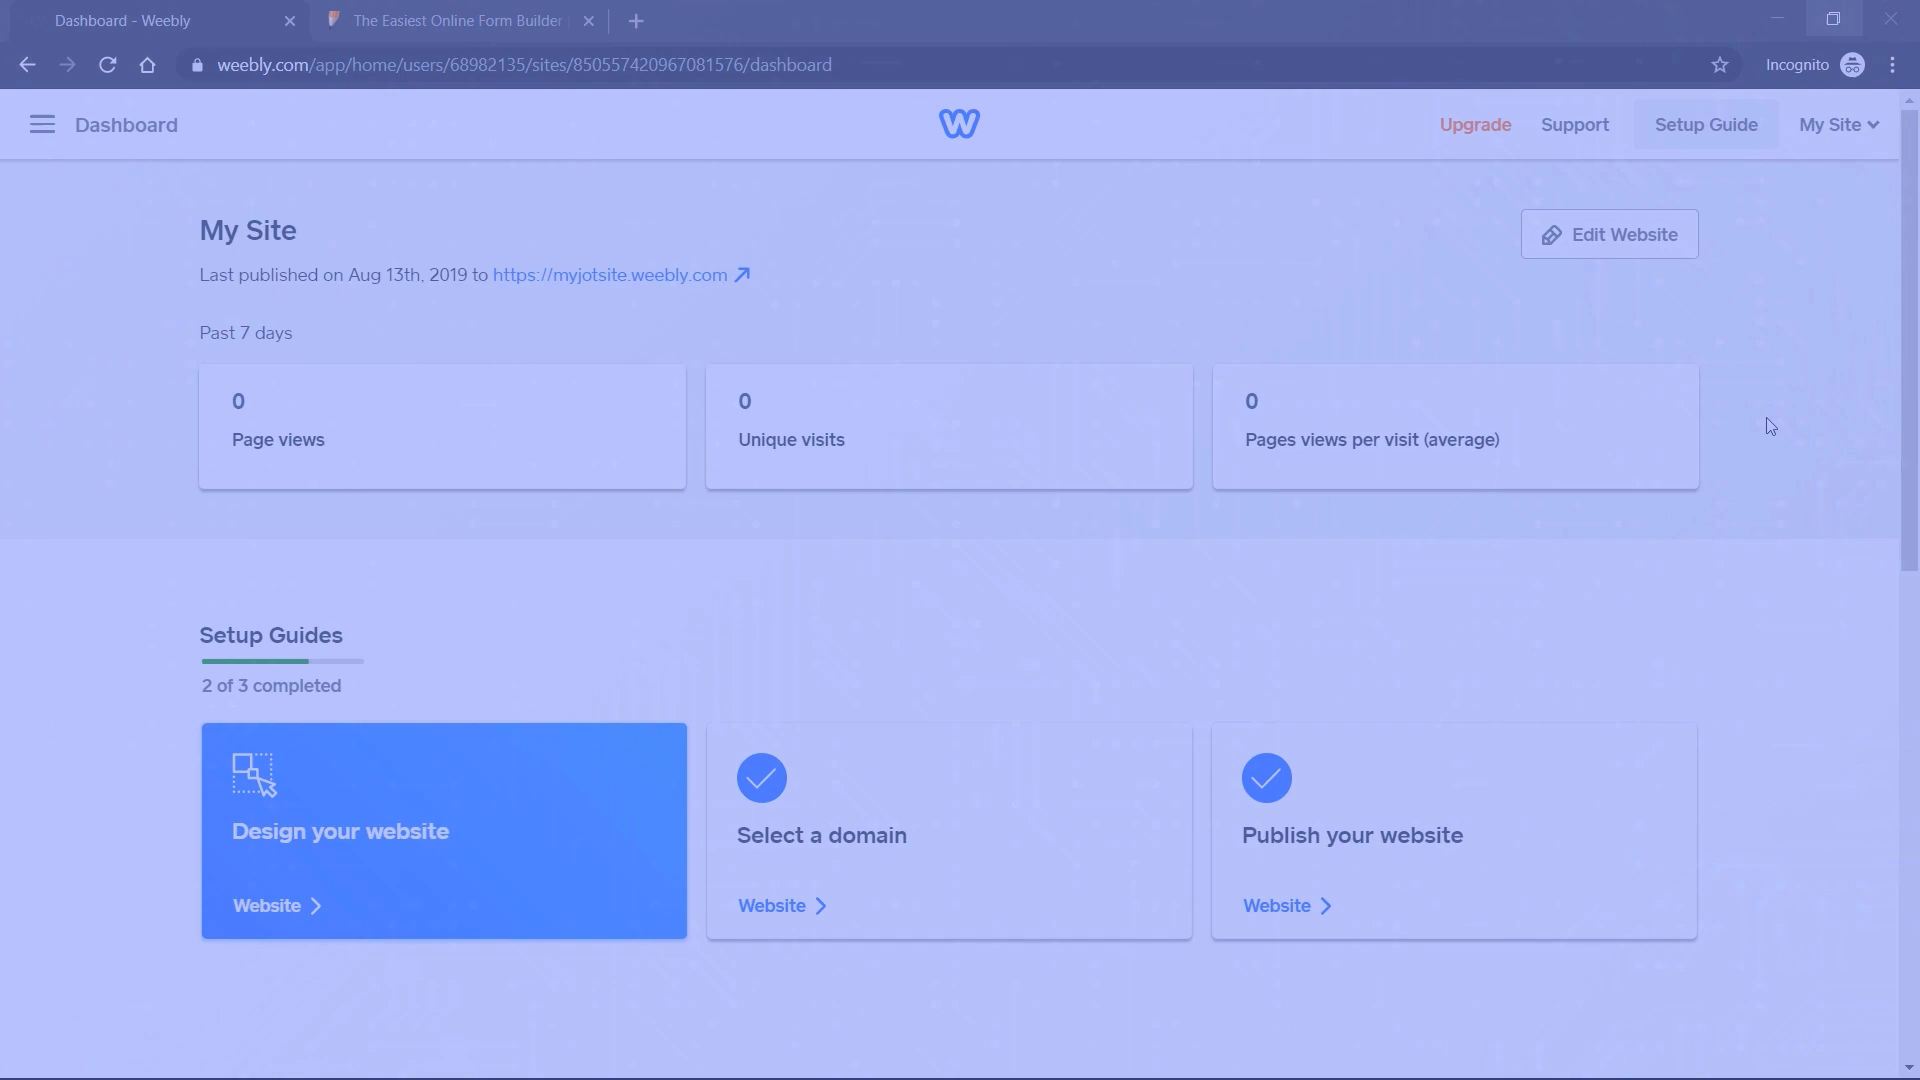 Dashboard - Weebly
The Easiest Online Form Builder
weebly.com/app/home/users/68982135/sites/850557420967081576/dashboard
Incognito
Dashboard
Upgrade
Support
Setup Guide
My Site
My Site
Edit Website
Last published on Aug 13th, 2019 to https://myjotsite.weebly.com
Past 7 days
0
Page views
0
Unique visits
0
Pages views per visit (average)
Setup Guides
2 of 3 completed
Design your website
Website
Select a domain
Website
Publish your website
Website